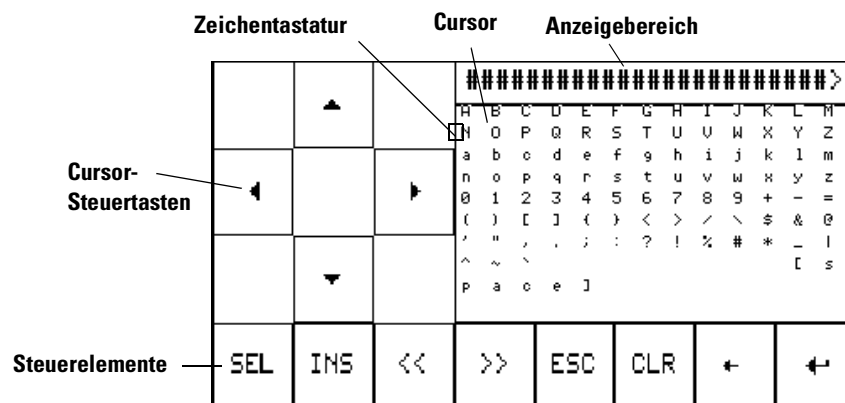 Zeichentastatur Cursor Anzeigebereich
########################>
A B C D E F G H I J K L M
N O P Q R S T U V W X Y Z
a b c d e f g h i j k l m
n o p q r s t u v w x y z
0 1 2 3 4 5 6 7 8 9 + - =
( ) [ ] { } < > / \ $ & @
' " , . ; : ? ! % # * _ |
^ ~ ` [ s
p a c e ]
Cursor-
Steuertasten
Steuerelemente
SEL INS << >> ESC CLR ← ↵